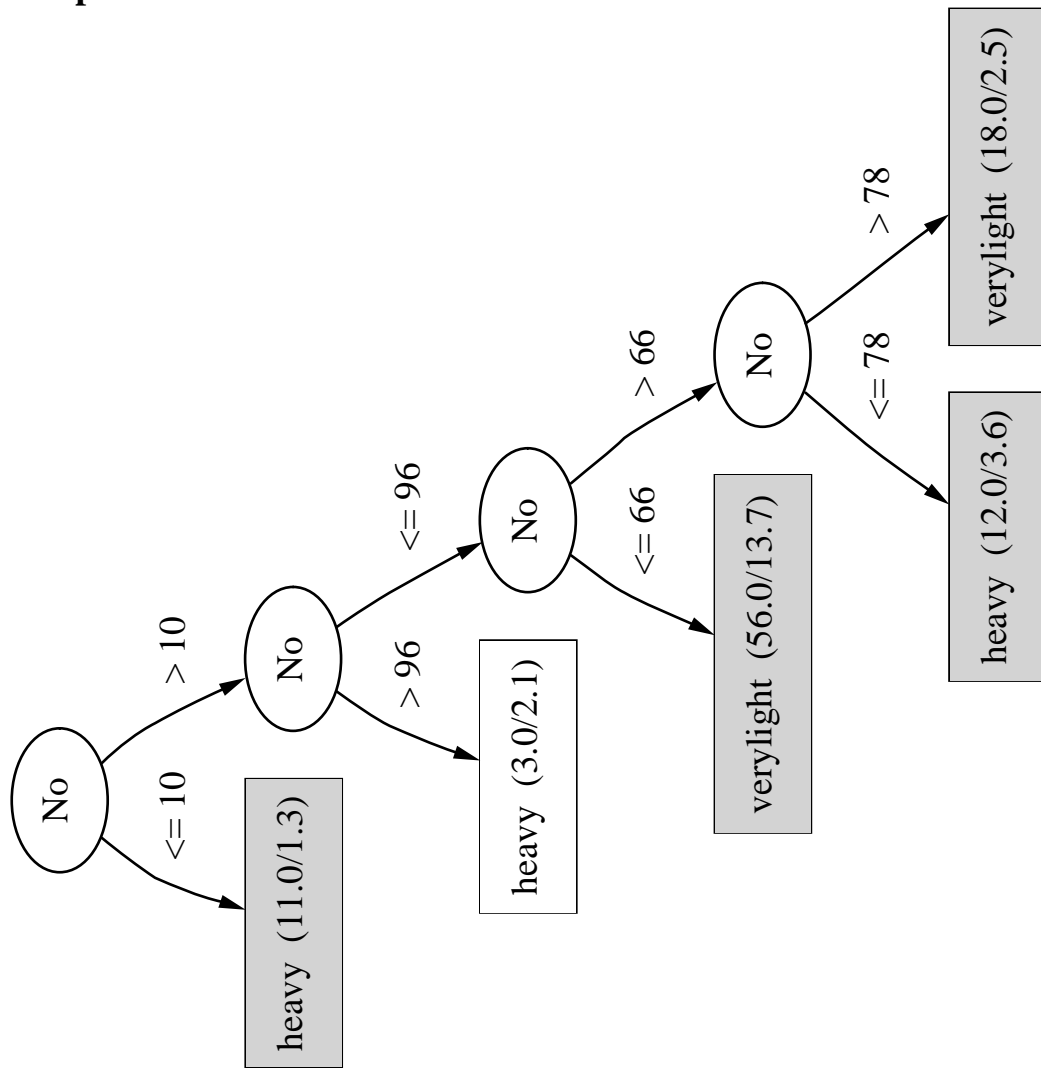 No
<= 10
> 10
heavy (11.0/1.3)
No
> 96
<= 96
heavy (3.0/2.1)
No
<= 66
> 66
verylight (56.0/13.7)
No
<= 78
> 78
heavy (12.0/3.6)
verylight (18.0/2.5)